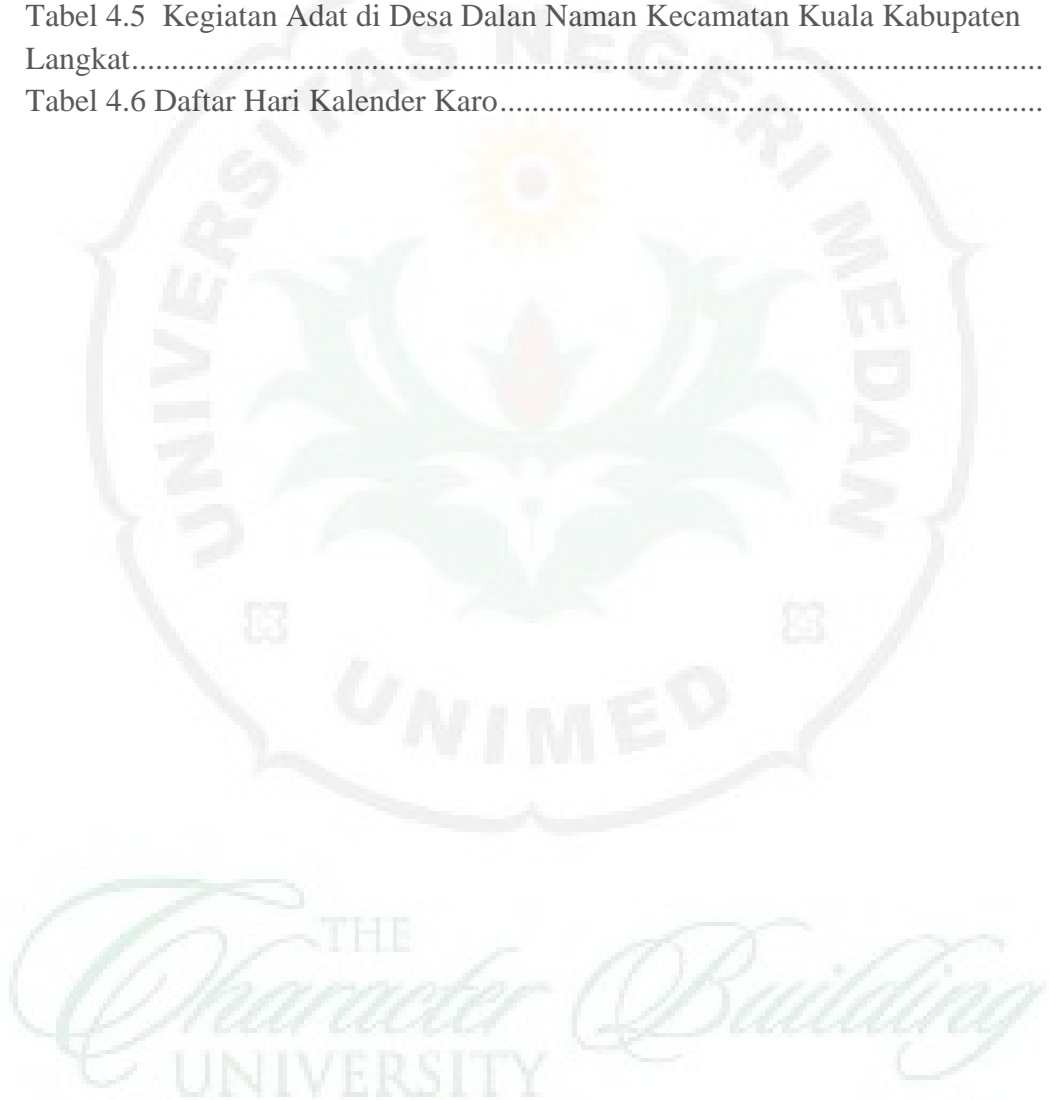 Tabel 4.5  Kegiatan Adat di Desa Dalan Naman Kecamatan Kuala Kabupaten
Langkat..................................................................................................................
Tabel 4.6 Daftar Hari Kalender Karo....................................................................
UNIVERSITAS NEGERI MEDAN
UNIMED
THE
Character Building
UNIVERSITY